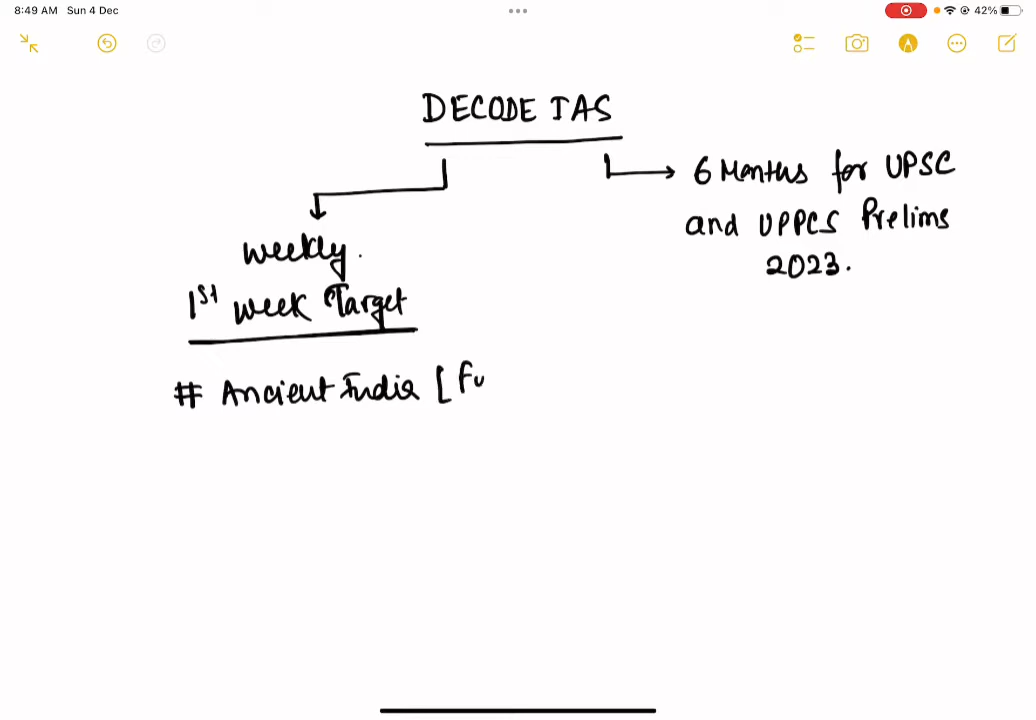 8:49 AM Sun 4 Dec
42%
DECODE IAS
6 Months for UPSC
and UPPCS Prelims
2023.
weekly.
1st week Target
# Ancient India [ Fu